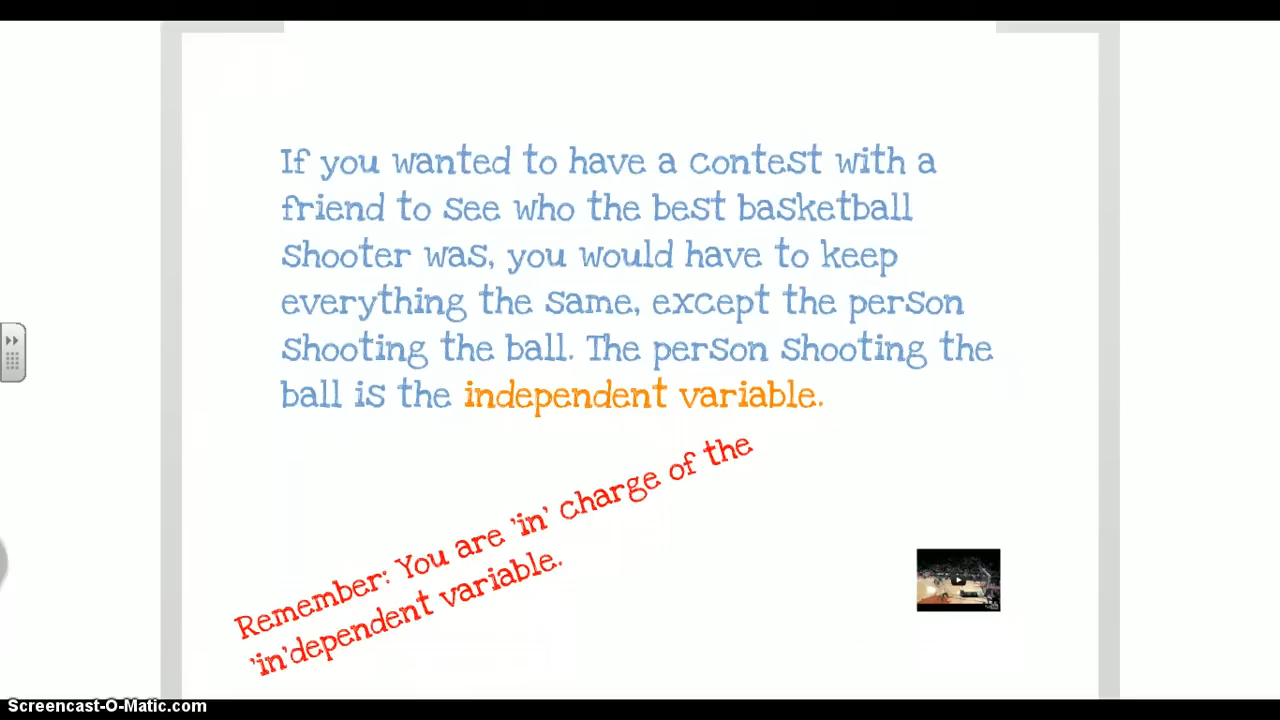 If you wanted to have a contest with a
friend to see who the best basketball
shooter was, you would have to keep
everything the same, except the person
shooting the ball. The person shooting the
ball is the independent variable.
Remember: You are 'in' charge of the
'in'dependent variable.
Screencast-O-Matic.com